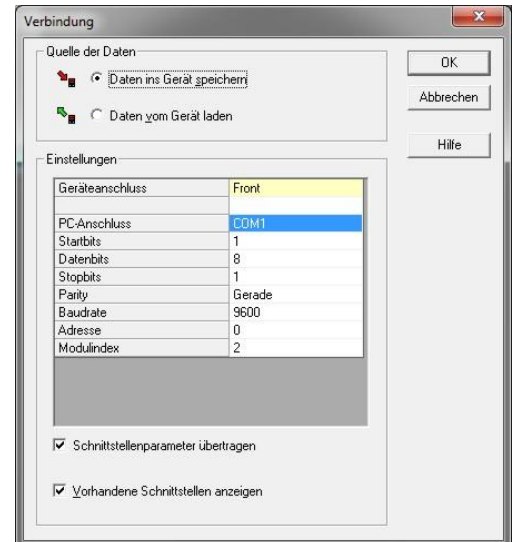 Verbindung
Quelle der Daten
Daten ins Gerät speichern
Daten vom Gerät laden
OK
Abbrechen
Hilfe
Einstellungen
Geräteanschluss Front
PC-Anschluss COM1
Startbits 1
Datenbits 8
Stopbits 1
Parity Gerade
Baudrate 9600
Adresse 0
Modulindex 2
Schnittstellenparameter übertragen
Vorhandene Schnittstellen anzeigen